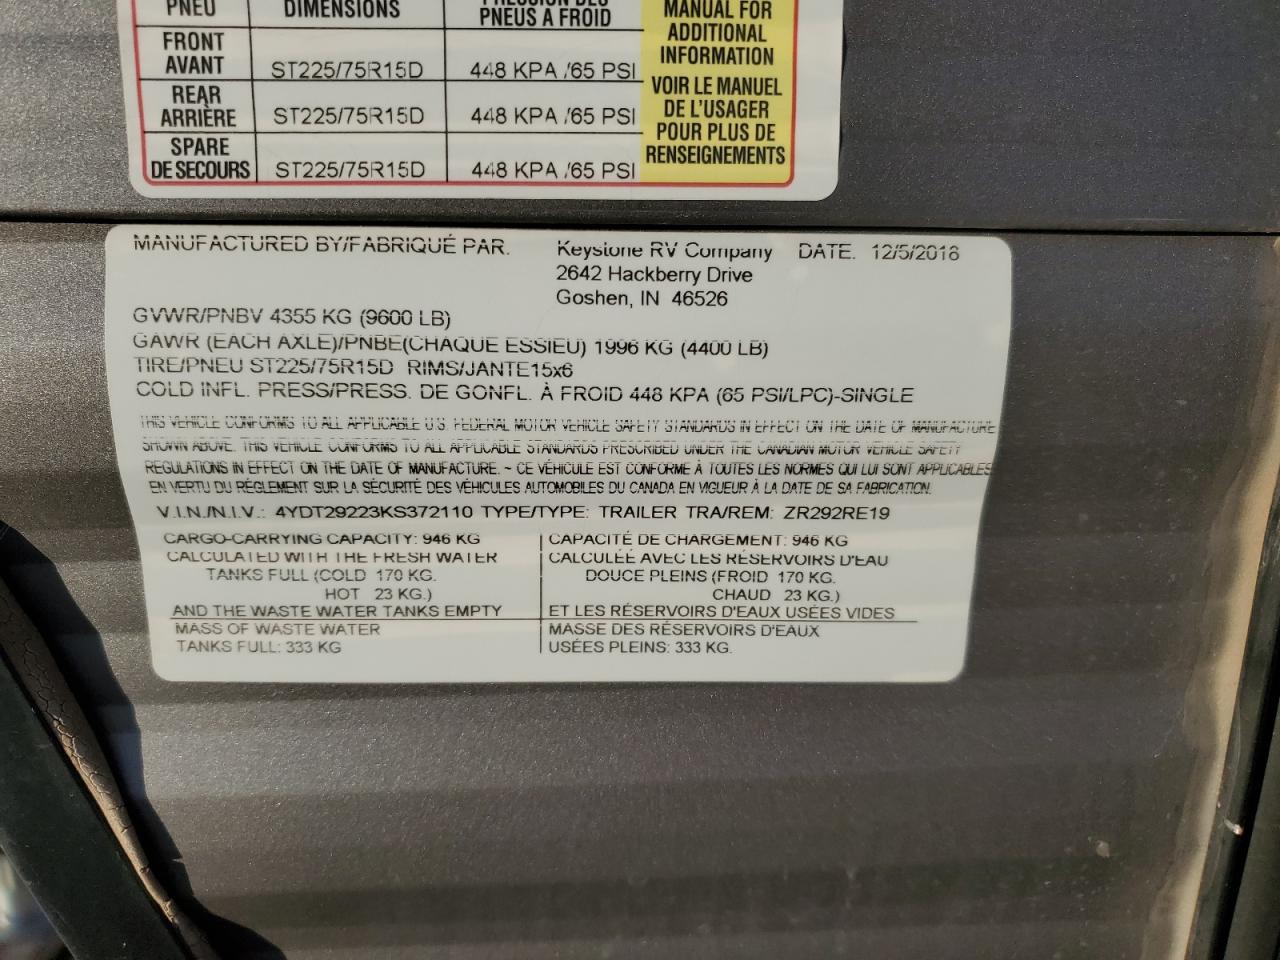 PNEU DIMENSIONS PRESSION DES PNEUS A FROID
MANUAL FOR
ADDITIONAL
INFORMATION
VOIR LE MANUEL
DE L'USAGER
POUR PLUS DE
RENSEIGNEMENTS
FRONT
AVANT ST225/75R15D 448 KPA /65 PSI
REAR
ARRIÈRE ST225/75R15D 448 KPA /65 PSI
SPARE
DE SECOURS ST225/75R15D 448 KPA /65 PSI
MANUFACTURED BY/FABRIQUÉ PAR. Keystone RV Company DATE. 12/5/2018
2642 Hackberry Drive
Goshen, IN 46526
GVWR/PNBV 4355 KG (9600 LB)
GAWR (EACH AXLE)/PNBE(CHAQUE ESSIEU) 1996 KG (4400 LB)
TIRE/PNEU ST225/75R15D RIMS/JANTE15x6
COLD INFL. PRESS/PRESS. DE GONFL. À FROID 448 KPA (65 PSI/LPC)-SINGLE
THIS VEHICLE CONFORMS TO ALL APPLICABLE U.S. FEDERAL MOTOR VEHICLE SAFETY STANDARDS IN EFFECT ON THE DATE OF MANUFACTURE
SHOWN ABOVE. THIS VEHICLE CONFORMS TO ALL APPLICABLE STANDARDS PRESCRIBED UNDER THE CANADIAN MOTOR VEHICLE SAFETY
REGULATIONS IN EFFECT ON THE DATE OF MANUFACTURE. ~ CE VÉHICULE EST CONFORME À TOUTES LES NORMES QUI LUI SONT APPLICABLES
EN VERTU DU RÉGLEMENT SUR LA SÉCURITÉ DES VÉHICULES AUTOMOBILES DU CANADA EN VIGUEUR À LA DATE DE SA FABRICATION.
V.I.N./N.I.V.: 4YDT29223KS372110 TYPE/TYPE: TRAILER TRA/REM: ZR292RE19
CARGO-CARRYING CAPACITY: 946 KG
CALCULATED WITH THE FRESH WATER
TANKS FULL (COLD 170 KG.
HOT 23 KG.)
AND THE WASTE WATER TANKS EMPTY
MASS OF WASTE WATER
TANKS FULL: 333 KG
CAPACITÉ DE CHARGEMENT: 946 KG
CALCULÉE AVEC LES RÉSERVOIRS D'EAU
DOUCE PLEINS (FROID 170 KG.
CHAUD 23 KG.)
ET LES RÉSERVOIRS D'EAUX USÉES VIDES
MASSE DES RÉSERVOIRS D'EAUX
USÉES PLEINS: 333 KG.